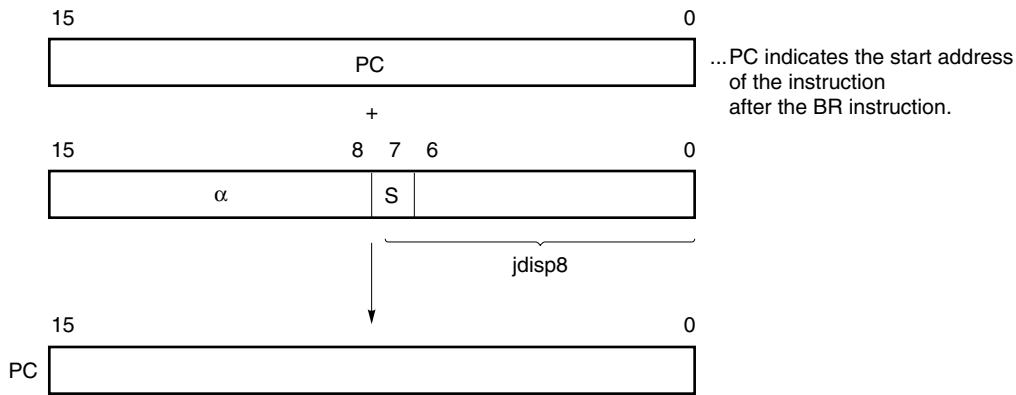 15 0
PC
...PC indicates the start address
of the instruction
after the BR instruction.
+
15 8 7 6 0
α S
jdisp8
15 0
PC